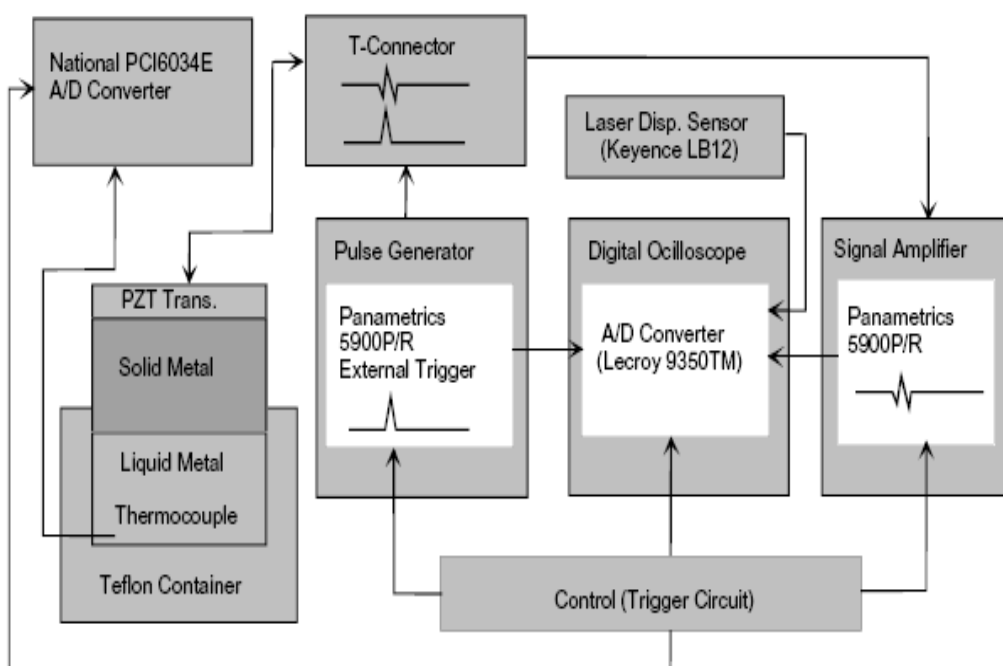 National PCI6034E
A/D Converter
T-Connector
Laser Disp. Sensor
(Keyence LB12)
Pulse Generator
Panametrics
5900P/R
External Trigger
Digital Ocilloscope
A/D Converter
(Lecroy 9350TM)
Signal Amplifier
Panametrics
5900P/R
PZT Trans.
Solid Metal
Liquid Metal
Thermocouple
Teflon Container
Control (Trigger Circuit)